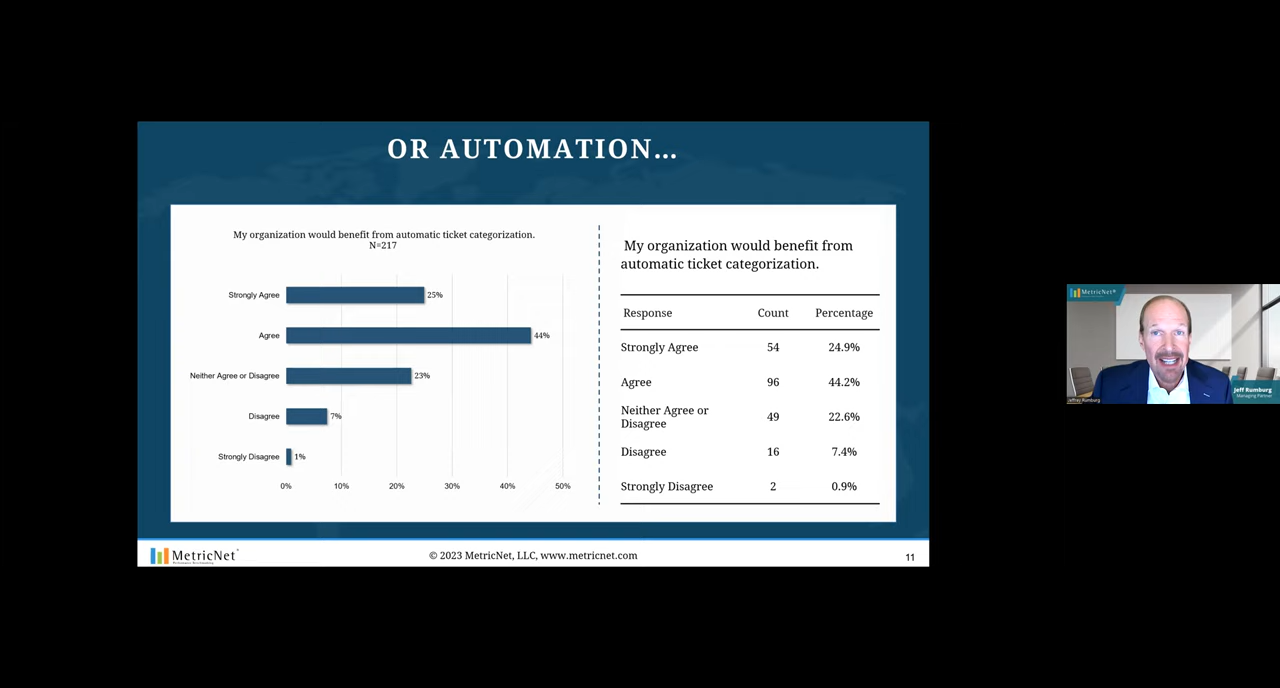 OR AUTOMATION...
My organization would benefit from automatic ticket categorization.
N=217
Strongly Agree 25%
Agree 44%
Neither Agree or Disagree 23%
Disagree 7%
Strongly Disagree 1%
0% 10% 20% 30% 40% 50%
My organization would benefit from
automatic ticket categorization.
Response Count Percentage
Strongly Agree 54 24.9%
Agree 96 44.2%
Neither Agree or
Disagree 49 22.6%
Disagree 16 7.4%
Strongly Disagree 2 0.9%
MetricNet
© 2023 MetricNet, LLC, www.metricnet.com
11
MetricNet®
Jeff Rumburg
Managing Partner
Jeffrey Rumburg